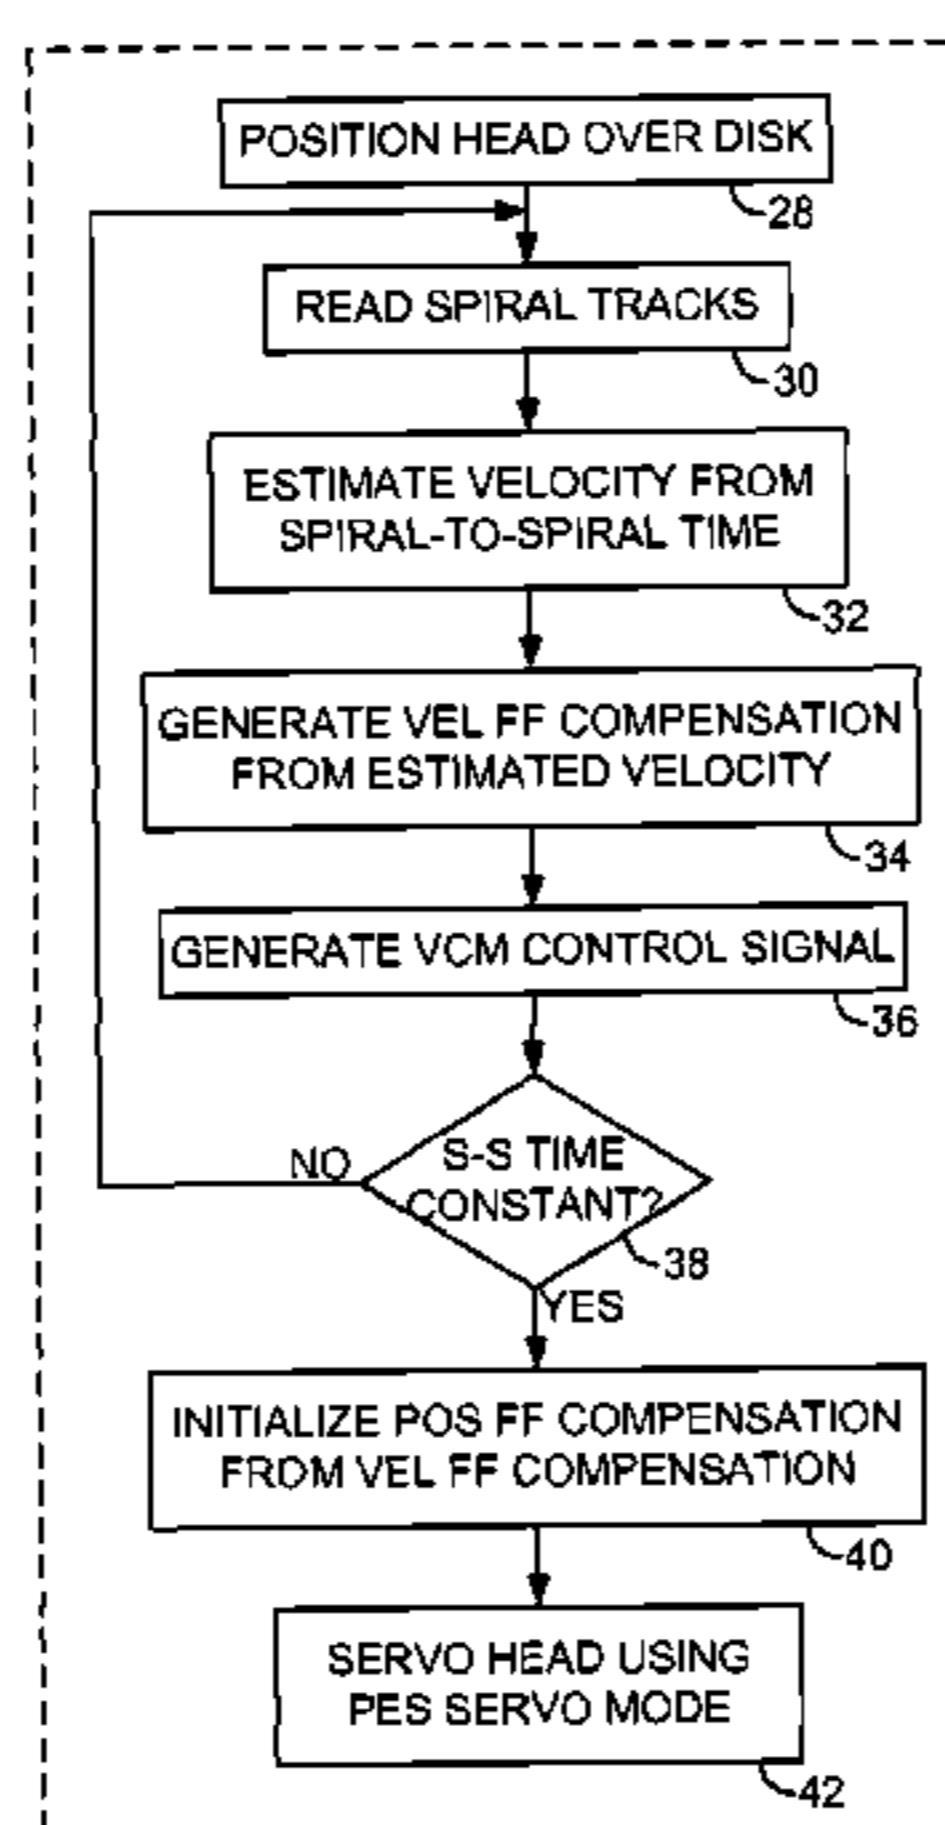 POSITION HEAD OVER DISK
28
READ SPIRAL TRACKS
30
ESTIMATE VELOCITY FROM
SPIRAL-TO-SPIRAL TIME
32
GENERATE VEL FF COMPENSATION
FROM ESTIMATED VELOCITY
34
GENERATE VCM CONTROL SIGNAL
36
S-S TIME
CONSTANT?
NO
38
YES
INITIALIZE POS FF COMPENSATION
FROM VEL FF COMPENSATION
40
SERVO HEAD USING
PES SERVO MODE
42